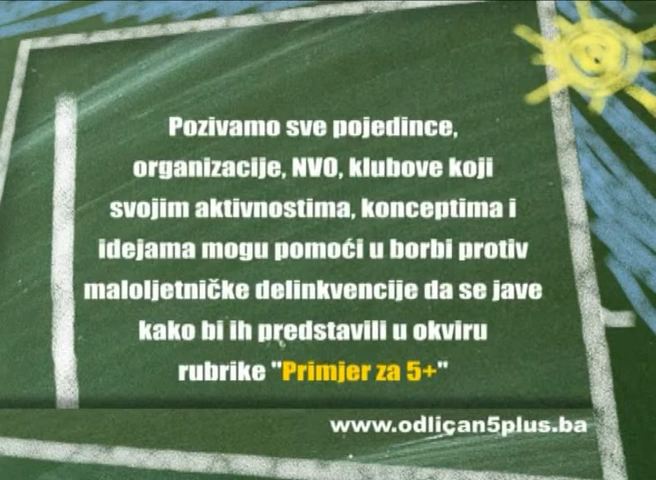 Pozivamo sve pojedince,
organizacije, NVO, klubove koji
svojim aktivnostima, konceptima i
idejama mogu pomoći u borbi protiv
maloljetničke delinkvencije da se jave
kako bi ih predstavili u okviru
rubrike "Primjer za 5+"
www.odliçan5plus.ba